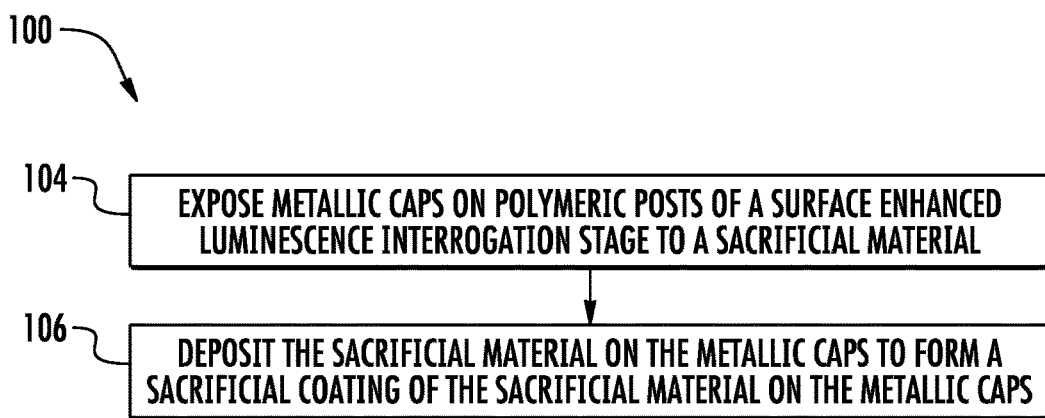 100
104
EXPOSE METALLIC CAPS ON POLYMERIC POSTS OF A SURFACE ENHANCED
LUMINESCENCE INTERROGATION STAGE TO A SACRIFICIAL MATERIAL
106
DEPOSIT THE SACRIFICIAL MATERIAL ON THE METALLIC CAPS TO FORM A
SACRIFICIAL COATING OF THE SACRIFICIAL MATERIAL ON THE METALLIC CAPS